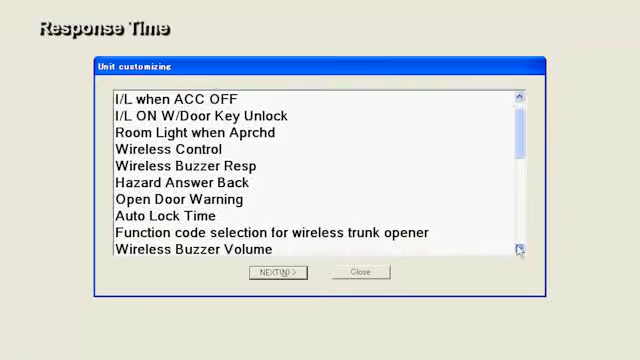 Response Time
Unit customizing
I/L when ACC OFF
I/L ON W/Door Key Unlock
Room Light when Aprchd
Wireless Control
Wireless Buzzer Resp
Hazard Answer Back
Open Door Warning
Auto Lock Time
Function code selection for wireless trunk opener
Wireless Buzzer Volume
NEXT(N) >
Close